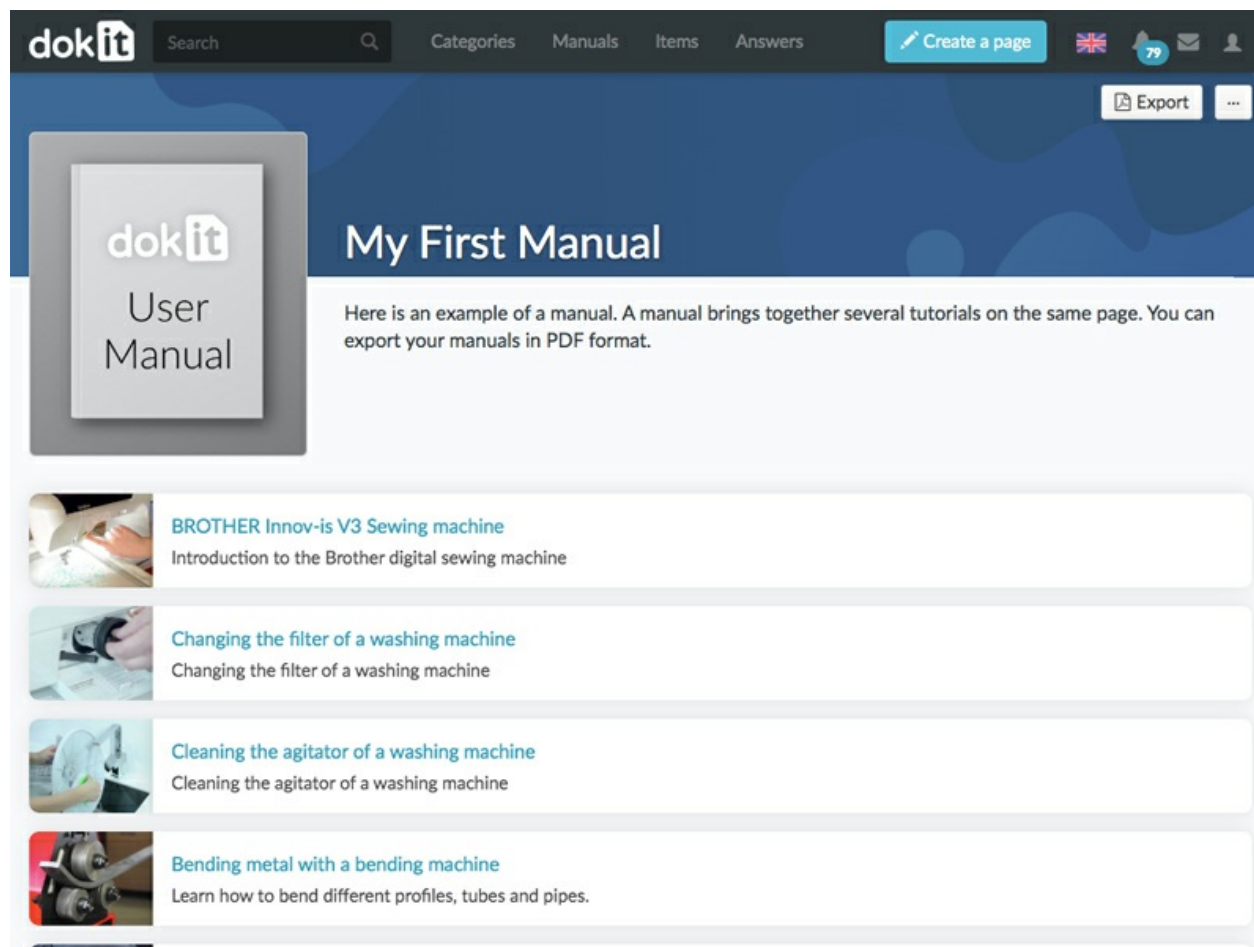 dokit
Search
Categories
Manuals
Items
Answers
Create a page
79
Export
...
dokit
User
Manual
My First Manual
Here is an example of a manual. A manual brings together several tutorials on the same page. You can
export your manuals in PDF format.
BROTHER Innov-is V3 Sewing machine
Introduction to the Brother digital sewing machine
Changing the filter of a washing machine
Changing the filter of a washing machine
Cleaning the agitator of a washing machine
Cleaning the agitator of a washing machine
Bending metal with a bending machine
Learn how to bend different profiles, tubes and pipes.